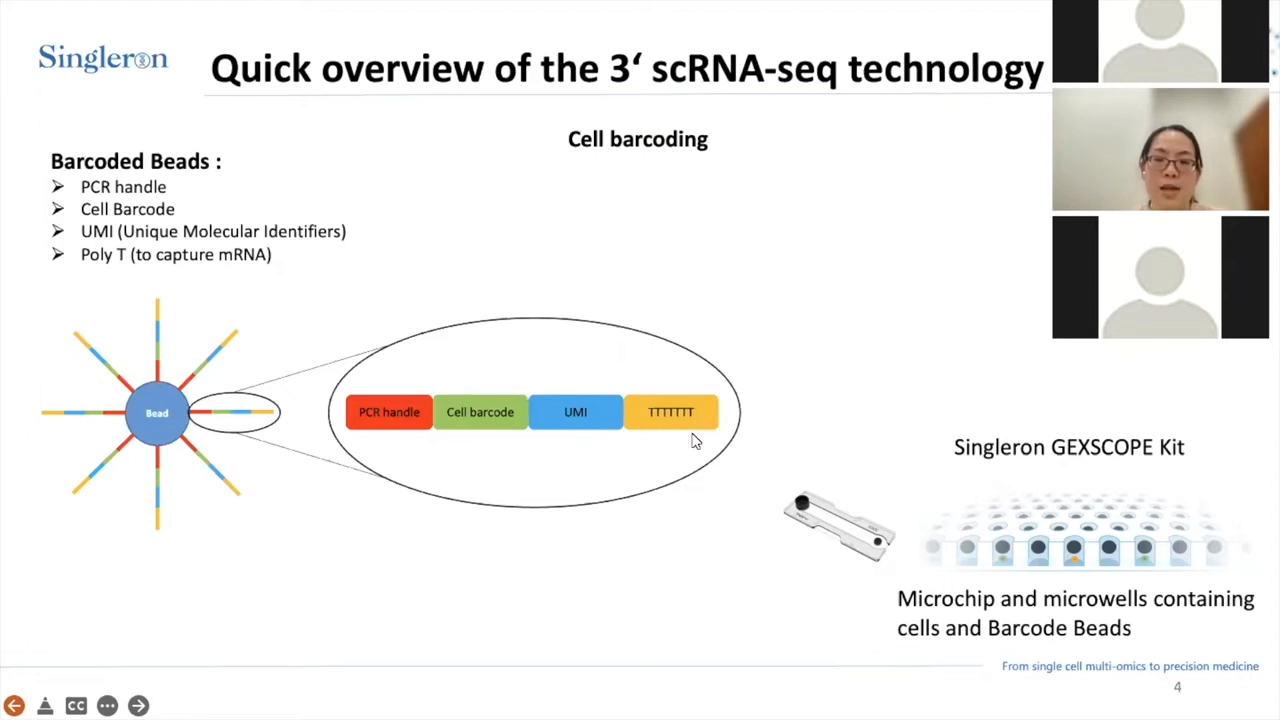 Singleron
Quick overview of the 3‘ scRNA-seq technology
Cell barcoding
Barcoded Beads :
PCR handle
Cell Barcode
UMI (Unique Molecular Identifiers)
Poly T (to capture mRNA)
Bead
PCR handle
Cell barcode
UMI
TTTTTTT
Singleron GEXSCOPE Kit
Microchip and microwells containing
cells and Barcode Beads
From single cell multi-omics to precision medicine
4
CC